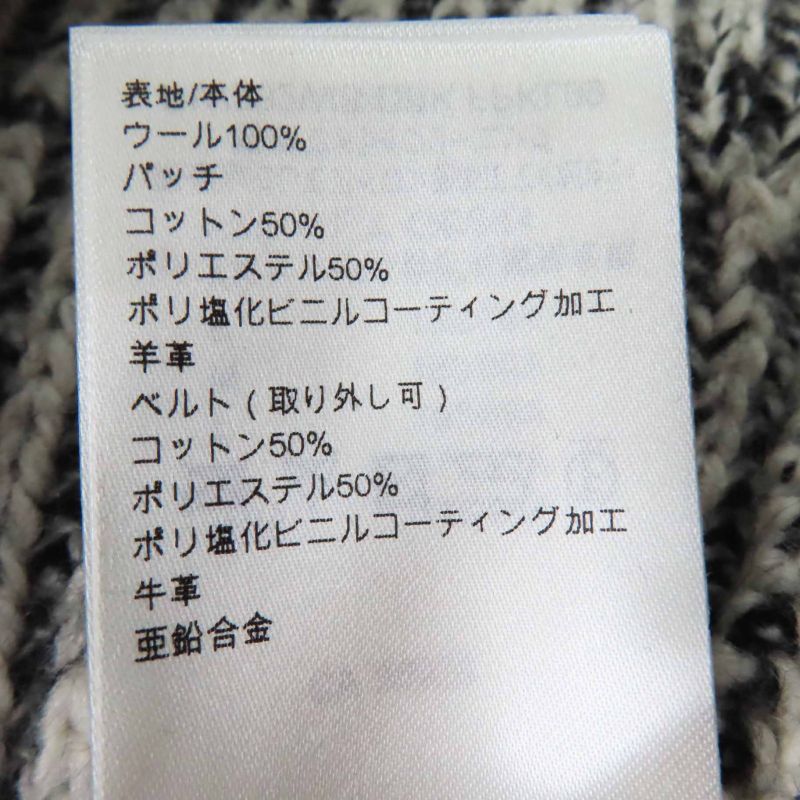 表地/本体
ウール100%
パッチ
コットン50%
ポリエステル50%
ポリ塩化ビニルコーティング加工
羊革
ベルト(取り外し可)
コットン50%
ポリエステル50%
ポリ塩化ビニルコーティング加工
牛革
亜鉛合金